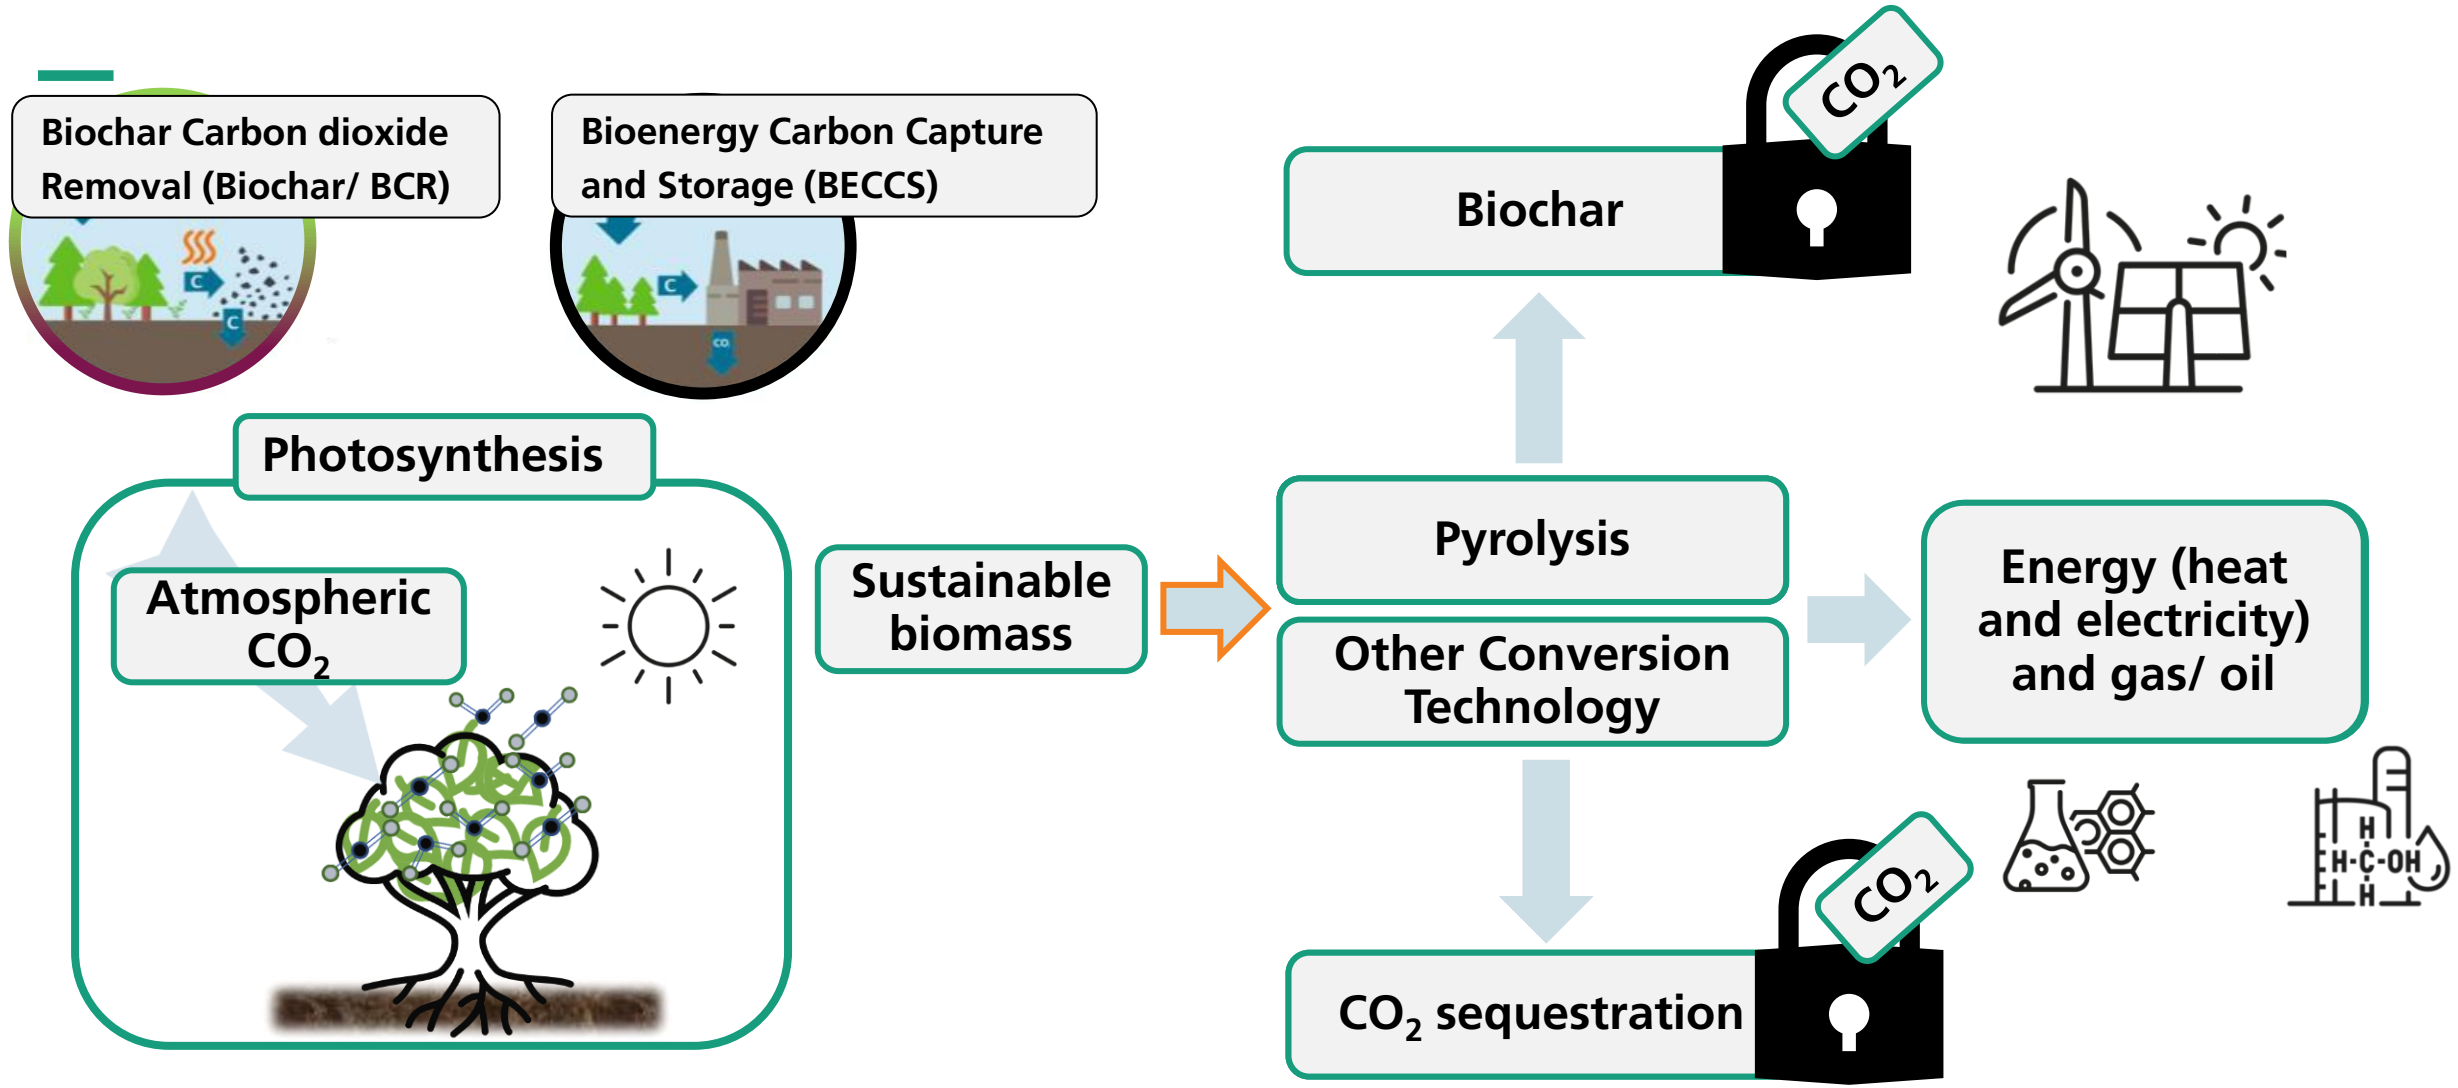 Biochar Carbon dioxide
Removal (Biochar/ BCR)
C
C
Bioenergy Carbon Capture
and Storage (BECCS)
C
CO
Photosynthesis
Atmospheric
CO₂
Sustainable
biomass
CO₂
Biochar
Pyrolysis
Other Conversion
Technology
Energy (heat
and electricity)
and gas/ oil
CO₂
CO₂ sequestration
H
H-C-OH
H